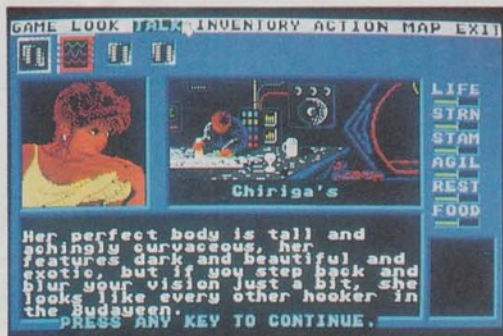 GAME LOOK TALK INVENTORY ACTION MAP EXIT
LIFE
STRN
STAM
AGIL
REST
FOOD
Chiriga's
Her perfect body is tall and
achingly curvaceous, her
features dark and beautiful and
exotic, but if you step back and
blur your vision just a bit, she
looks like every other hooker in
the Budayeen.
PRESS ANY KEY TO CONTINUE.